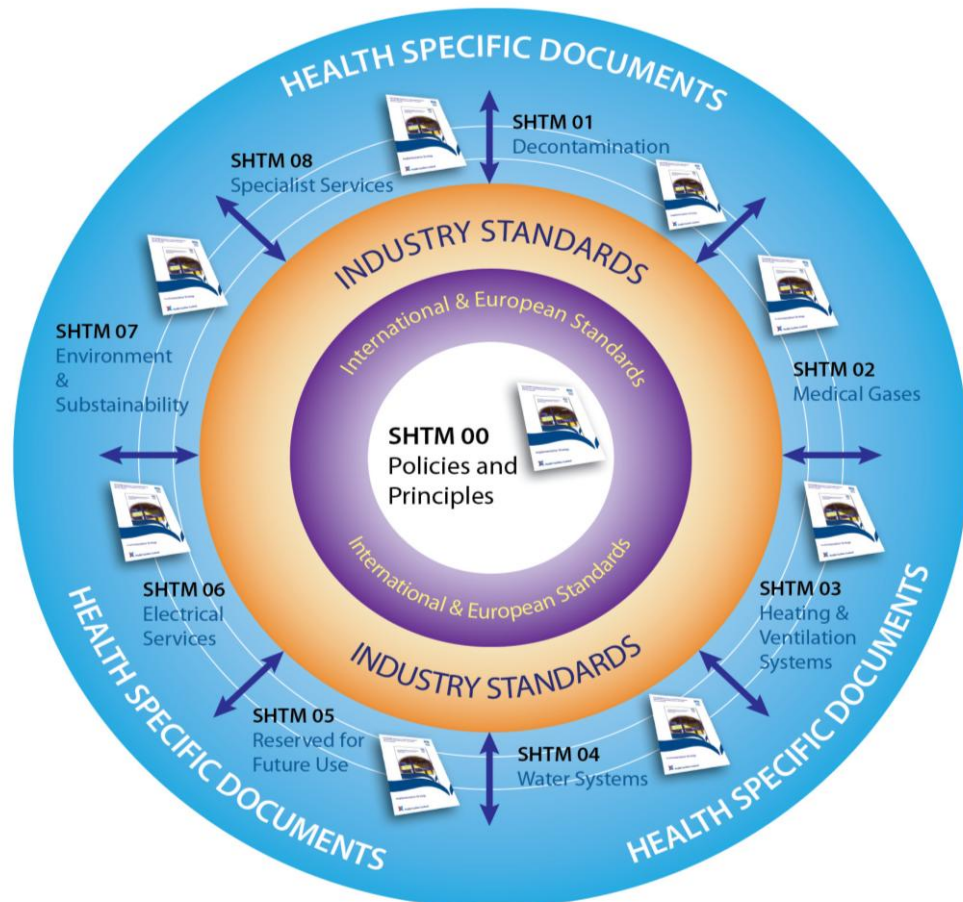 HEALTH SPECIFIC DOCUMENTS
SHTM 01
Decontamination
SHTM 08
Specialist Services
INDUSTRY STANDARDS
International & European Standards
SHTM 07
Environment
&
Substainability
SHTM 02
Medical Gases
SHTM 00
Policies and
Principles
International & European Standards
INDUSTRY STANDARDS
SHTM 06
Electrical
Services
SHTM 03
Heating &
Ventilation
Systems
SHTM 05
Reserved for
Future Use
SHTM 04
Water Systems
HEALTH SPECIFIC DOCUMENTS
HEALTH SPECIFIC DOCUMENTS